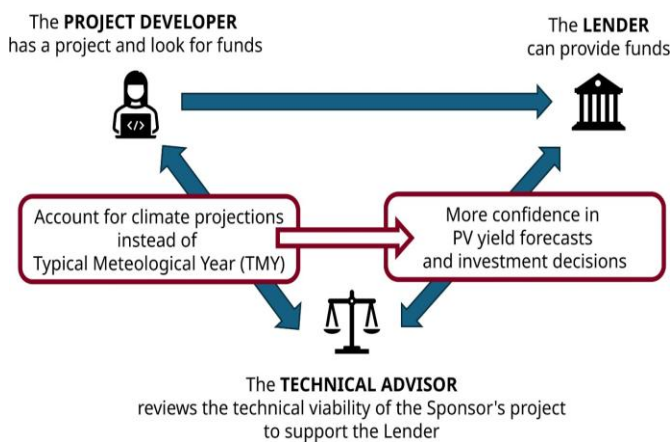 The PROJECT DEVELOPER
has a project and look for funds
The LENDER
can provide funds
</>
Account for climate projections
instead of
Typical Meteological Year (TMY)
More confidence in
PV yield forecasts
and investment decisions
The TECHNICAL ADVISOR
reviews the technical viability of the Sponsor's project
to support the Lender